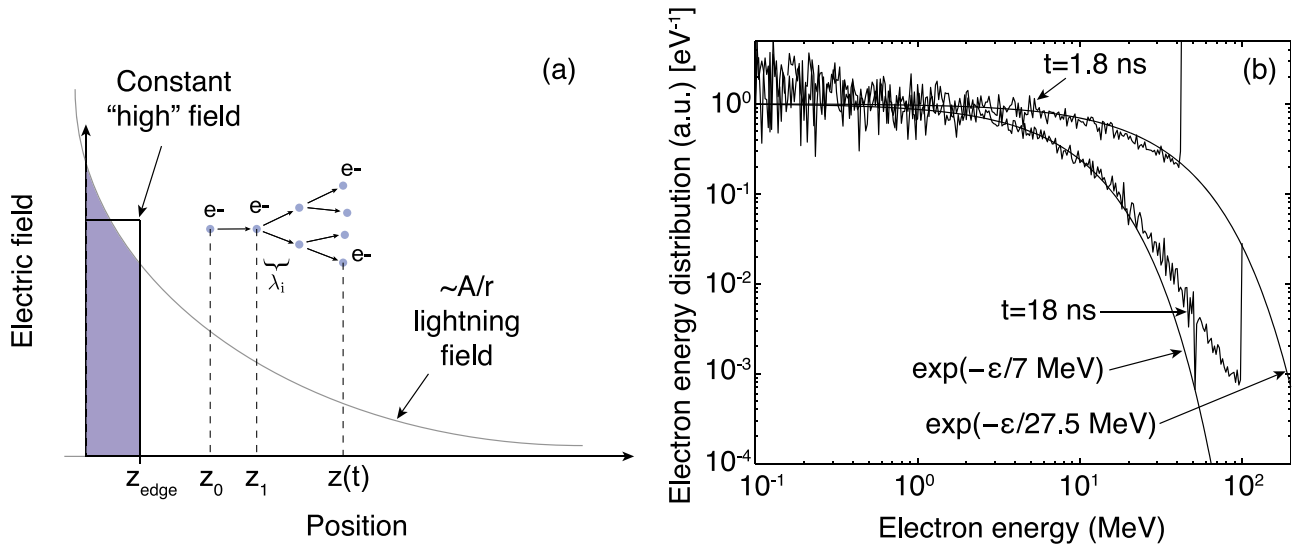 (a)
Constant
“high” field
e-
e-
e-
e-
λi
~A/r
lightning
field
Electric field
zedge
z0
z1
z(t)
Position
(b)
t=1.8 ns
t=18 ns
exp(-ε/7 MeV)
exp(-ε/27.5 MeV)
Electron energy distribution (a.u.) [eV⁻¹]
10⁰
10⁻¹
10⁻²
10⁻³
10⁻⁴
10⁻¹
10⁰
10¹
10²
Electron energy (MeV)